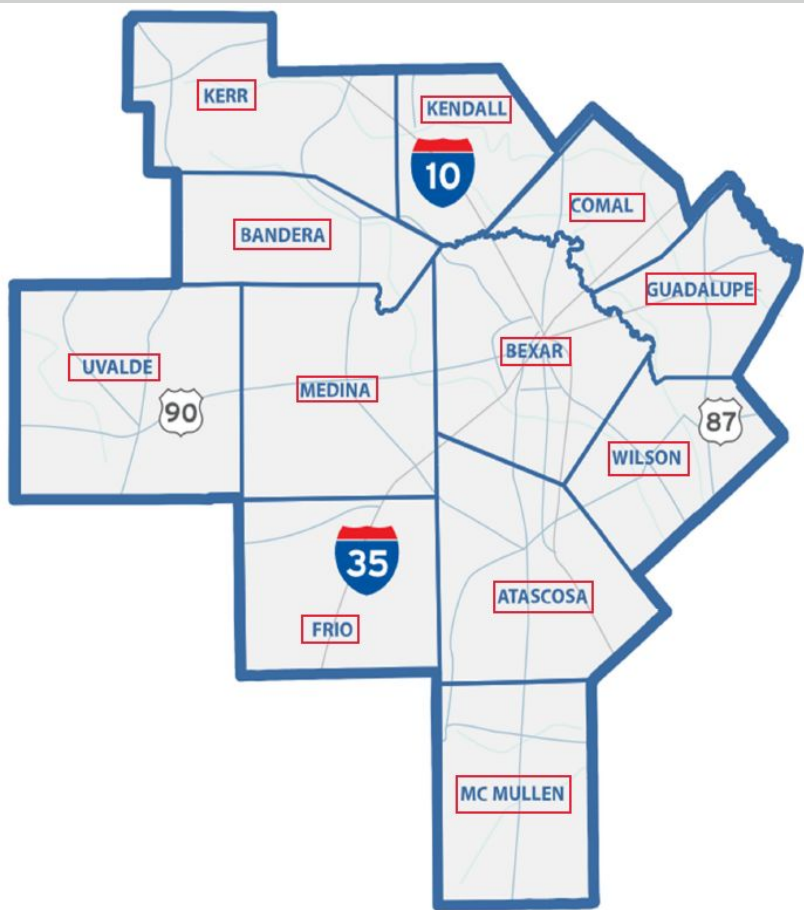 KERR
KENDALL
10
COMAL
BANDERA
GUADALUPE
BEXAR
UVALDE
MEDINA
90
87
WILSON
35
ATASCOSA
FRIO
MC MULLEN